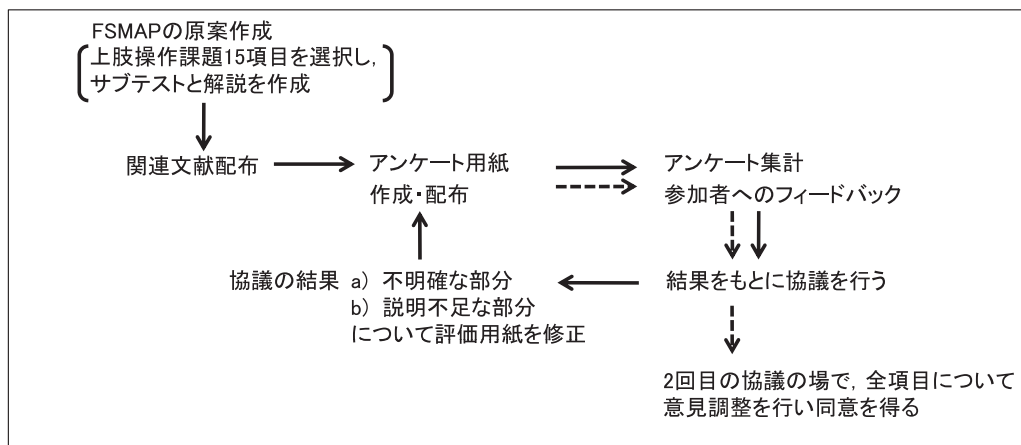 FSMAPの原案作成
上肢操作課題15項目を選択し,
サブテストと解説を作成
関連文献配布
アンケート用紙
作成・配布
アンケート集計
参加者へのフィードバック
協議の結果 a) 不明確な部分
b) 説明不足な部分
について評価用紙を修正
結果をもとに協議を行う
2回目の協議の場で, 全項目について
意見調整を行い同意を得る